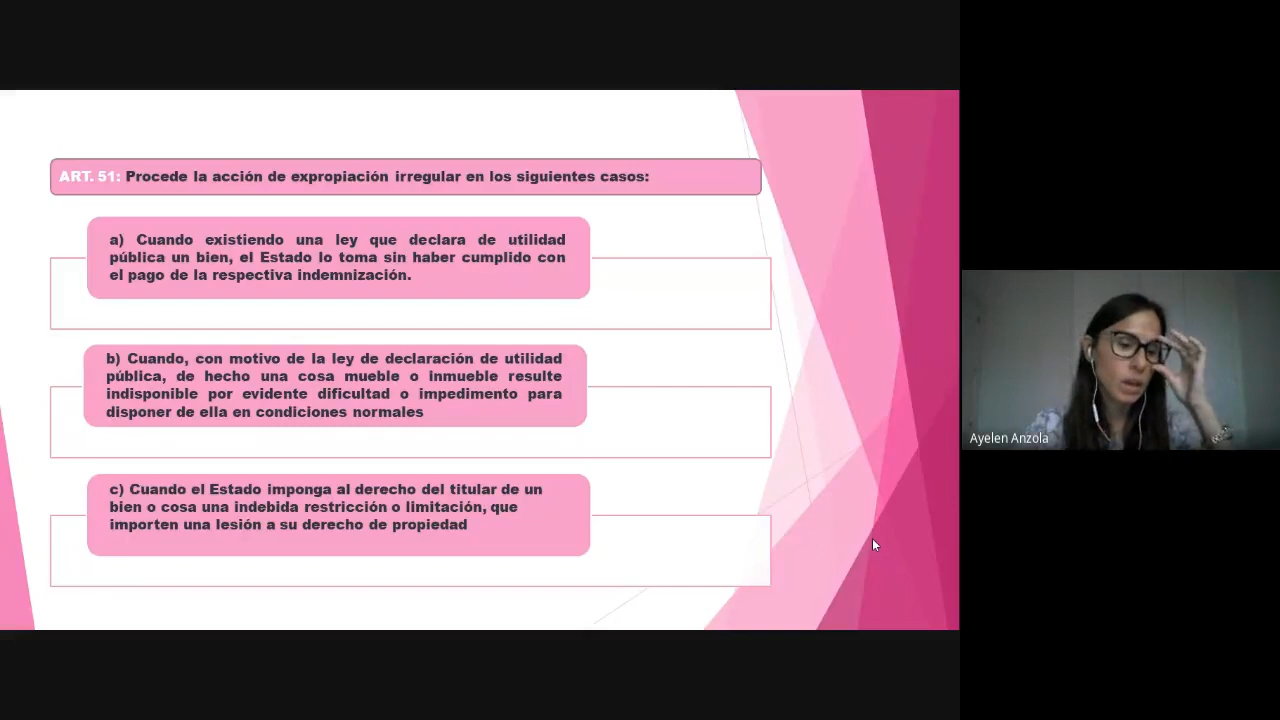 ART. 51: Procede la acción de expropiación irregular en los siguientes casos:
a) Cuando existiendo una ley que declara de utilidad
pública un bien, el Estado lo toma sin haber cumplido con
el pago de la respectiva indemnización.
b) Cuando, con motivo de la ley de declaración de utilidad
pública, de hecho una cosa mueble o inmueble resulte
indisponible por evidente dificultad o impedimento para
disponer de ella en condiciones normales
c) Cuando el Estado imponga al derecho del titular de un
bien o cosa una indebida restricción o limitación, que
importen una lesión a su derecho de propiedad
Ayelen Anzola